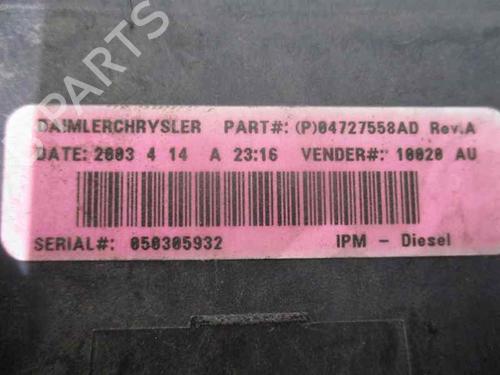 DAIMLERCHRYSLER PART#: (P)04727558AD Rev.A
DATE: 2003 4 14 A 23:16 VENDER#: 10020 AU
SERIAL#: 050305932 IPM - Diesel
B-PARTS